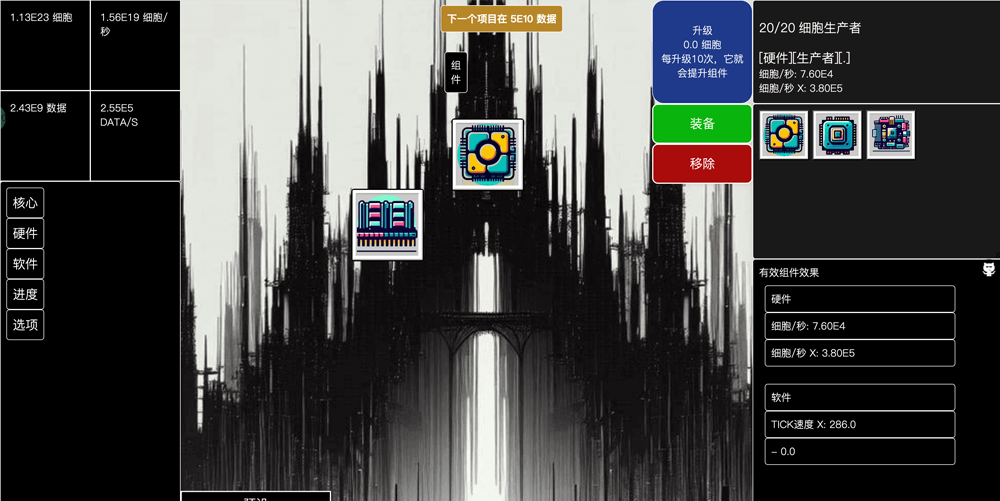 1.13E23 细胞
1.56E19 细胞/
秒
2.43E9 数据
2.55E5
DATA/S
核心
硬件
软件
进度
选项
下一个项目在 5E10 数据
组
件
升级
0.0 细胞
每升级10次，它就
会提升组件
装备
移除
20/20 细胞生产者
[硬件][生产者][.]
细胞/秒: 7.60E4
细胞/秒 X: 3.80E5
有效组件效果
硬件
细胞/秒: 7.60E4
细胞/秒 X: 3.80E5
软件
TICK速度 X: 286.0
– 0.0